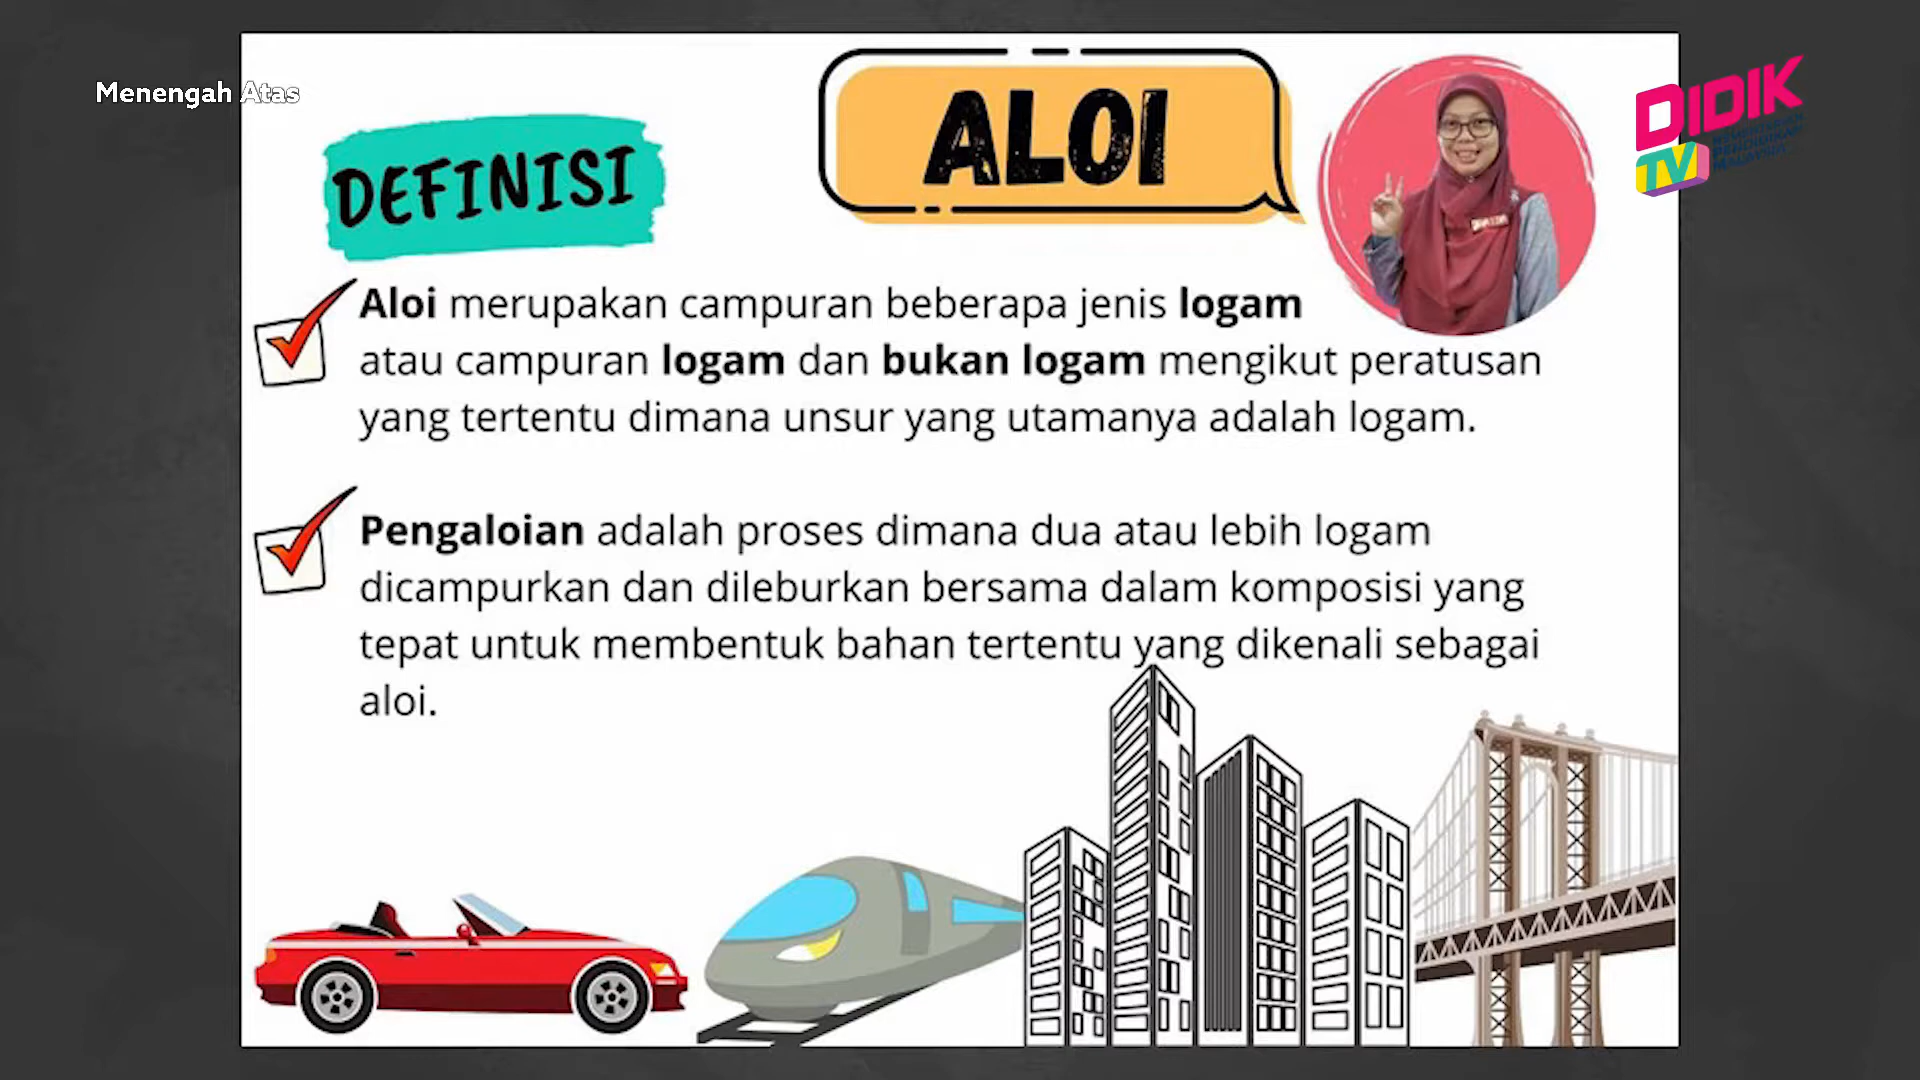 Menengah Atas
DEFINISI
ALOI
DIDIK
TV
Aloi merupakan campuran beberapa jenis logam
atau campuran logam dan bukan logam mengikut peratusan
yang tertentu dimana unsur yang utamanya adalah logam.
Pengaloian adalah proses dimana dua atau lebih logam
dicampurkan dan dileburkan bersama dalam komposisi yang
tepat untuk membentuk bahan tertentu yang dikenali sebagai
aloi.